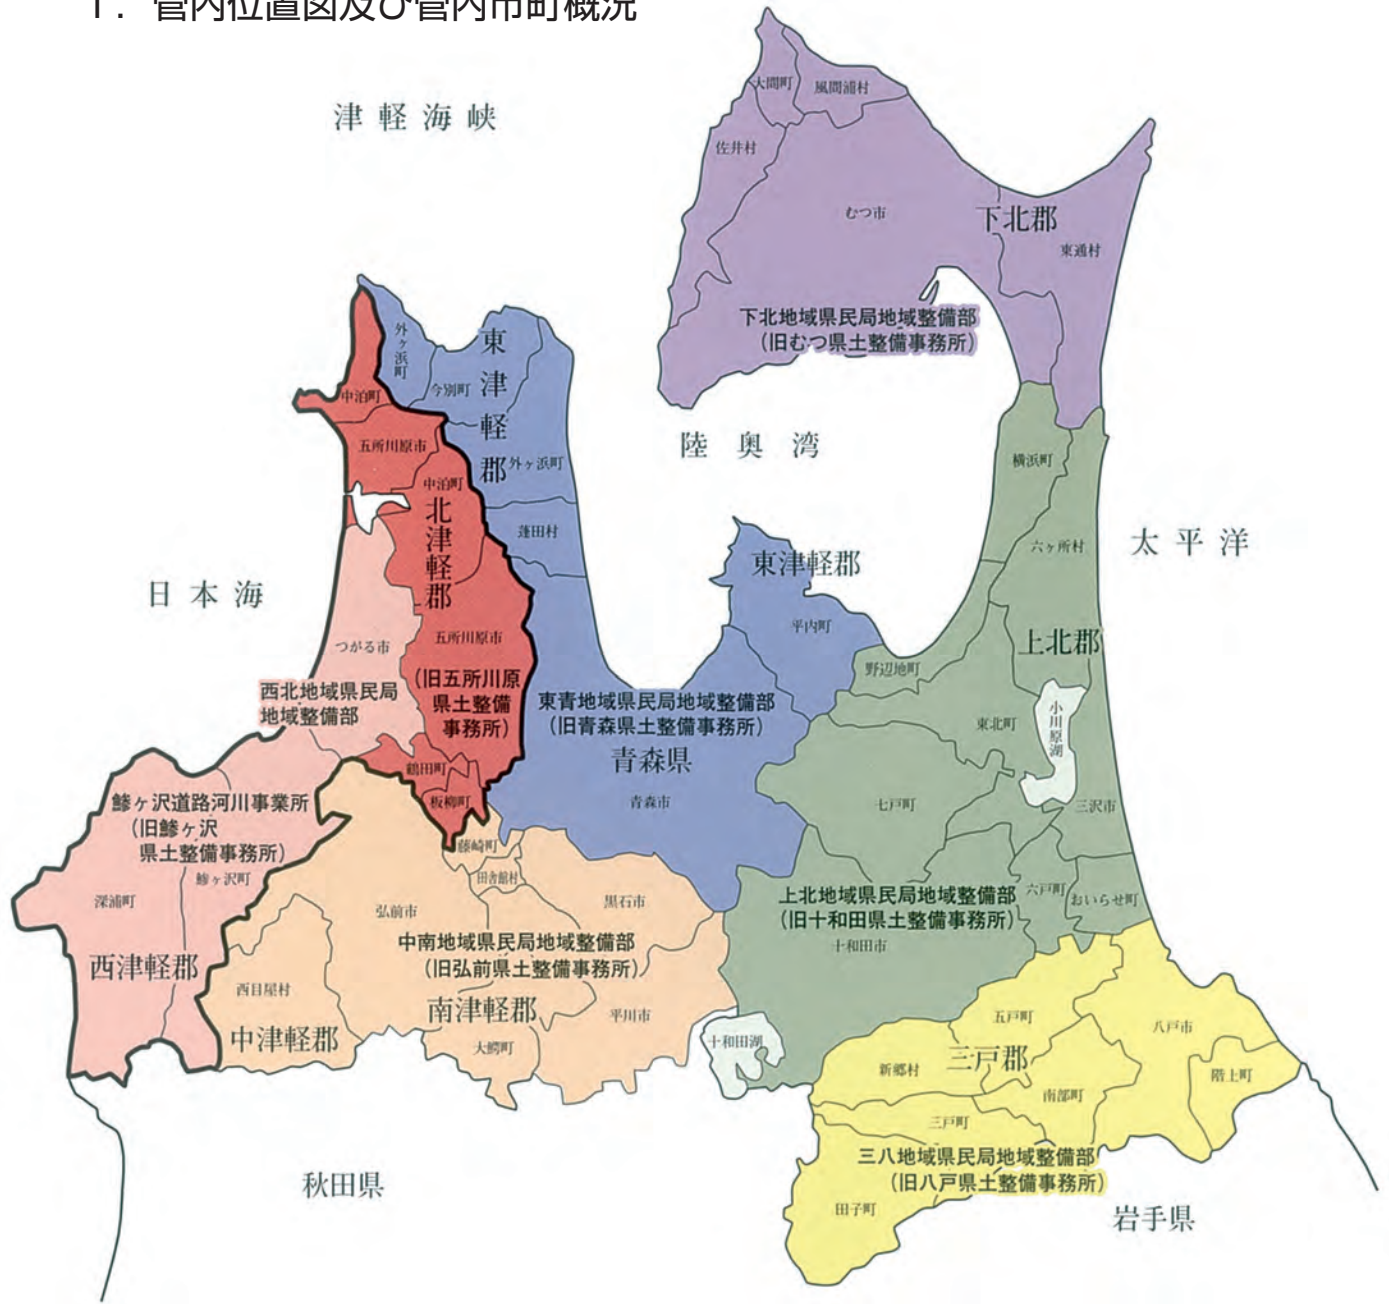 1. 管内位置図及び管内市町概況
津軽海峡
大間町
風間浦村
佐井村
むつ市
下北郡
東通村
下北地域県民局地域整備部
（旧むつ県土整備事務所）
外ヶ浜町
今別町
東津軽郡
外ヶ浜町
蓬田村
中泊町
五所川原市
中泊町
北津軽郡
五所川原市
（旧五所川原
県土整備
事務所）
鶴田町
板柳町
陸奥湾
横浜町
六ヶ所村
太平洋
日本海
東津軽郡
平内町
野辺地町
上北郡
小川原湖
東北町
七戸町
三沢市
六戸町
おいらせ町
つがる市
西北地域県民局
地域整備部
東青地域県民局地域整備部
（旧青森県土整備事務所）
青森県
青森市
鰺ヶ沢道路河川事業所
（旧鰺ヶ沢
県土整備事務所）
鰺ヶ沢町
深浦町
西津軽郡
藤崎町
田舎館村
黒石市
弘前市
中南地域県民局地域整備部
（旧弘前県土整備事務所）
西目屋村
中津軽郡
南津軽郡
大鰐町
平川市
上北地域県民局地域整備部
（旧十和田県土整備事務所）
十和田市
十和田湖
五戸町
八戸市
新郷村
三戸郡
階上町
南部町
三戸町
三八地域県民局地域整備部
（旧八戸県土整備事務所）
田子町
秋田県
岩手県